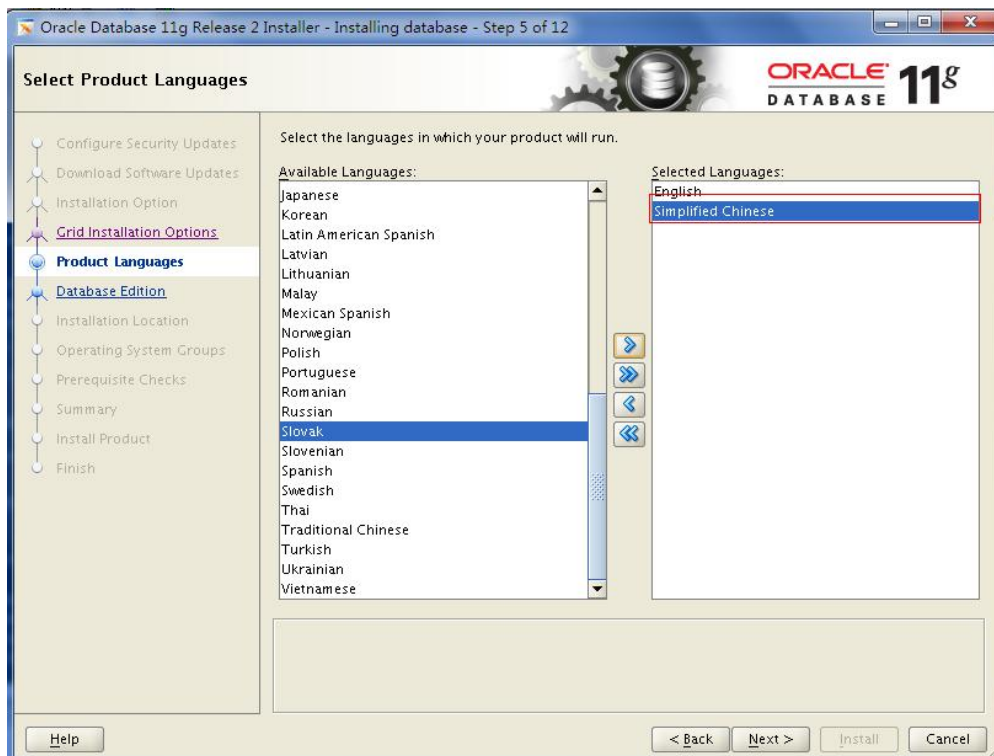 Oracle Database 11g Release 2 Installer - Installing database - Step 5 of 12
Select Product Languages
ORACLE
DATABASE
11g
Configure Security Updates
Download Software Updates
Installation Option
Grid Installation Options
Product Languages
Database Edition
Installation Location
Operating System Groups
Prerequisite Checks
Summary
Install Product
Finish
Select the languages in which your product will run.
Available Languages:
Japanese
Korean
Latin American Spanish
Latvian
Lithuanian
Malay
Mexican Spanish
Norwegian
Polish
Portuguese
Romanian
Russian
Slovak
Slovenian
Spanish
Swedish
Thai
Traditional Chinese
Turkish
Ukrainian
Vietnamese
Selected Languages:
English
Simplified Chinese
Help
< Back
Next >
Install
Cancel